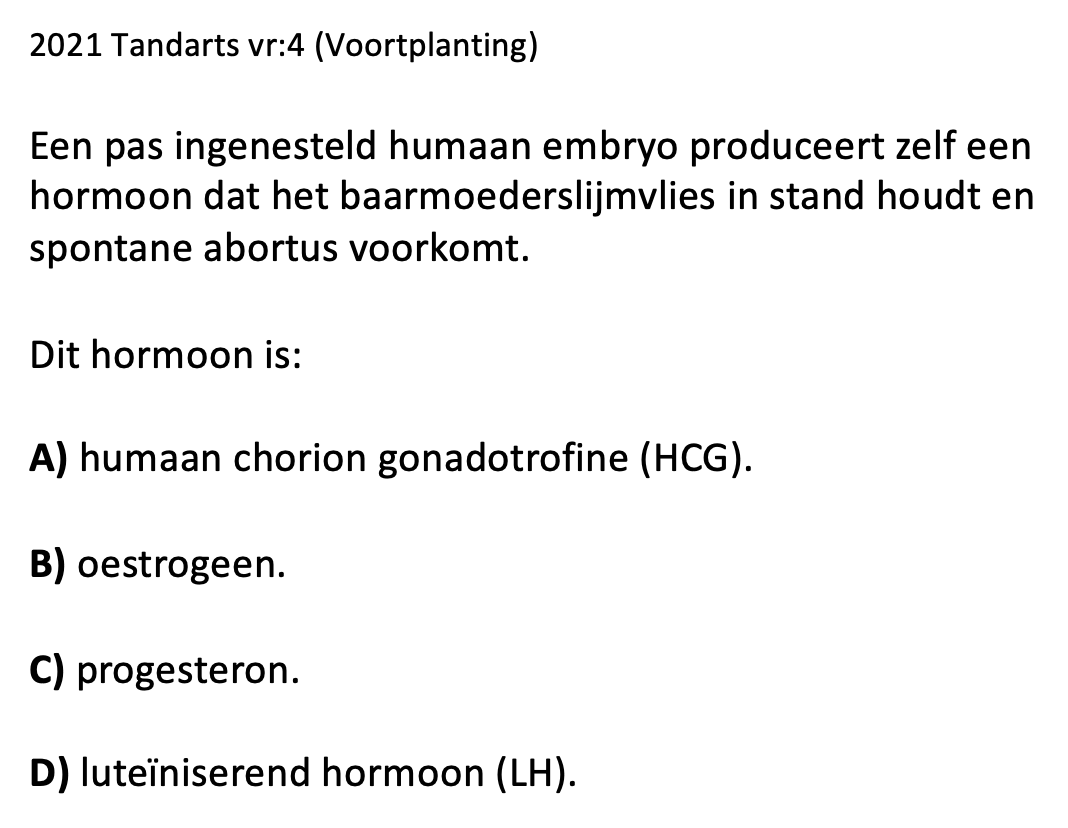 2021 Tandarts vr:4 (Voortplanting)
Een pas ingenesteld humaan embryo produceert zelf een
hormoon dat het baarmoederslijmvlies in stand houdt en
spontane abortus voorkomt.
Dit hormoon is:
A) humaan chorion gonadotrofine (HCG).
B) oestrogeen.
C) progesteron.
D) luteïniserend hormoon (LH).